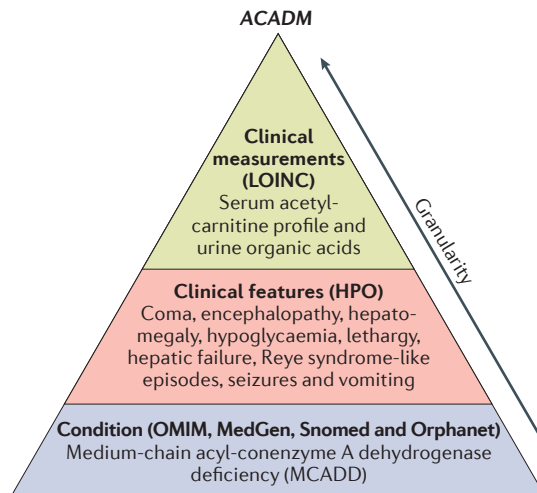 ACADM
Clinical
measurements
(LOINC)
Serum acetyl-
carnitine profile and
urine organic acids
Granularity
Clinical features (HPO)
Coma, encephalopathy, hepato-
megaly, hypoglycaemia, lethargy,
hepatic failure, Reye syndrome-like
episodes, seizures and vomiting
Condition (OMIM, MedGen, Snomed and Orphanet)
Medium-chain acyl-coenzyme A dehydrogenase
deficiency (MCADD)